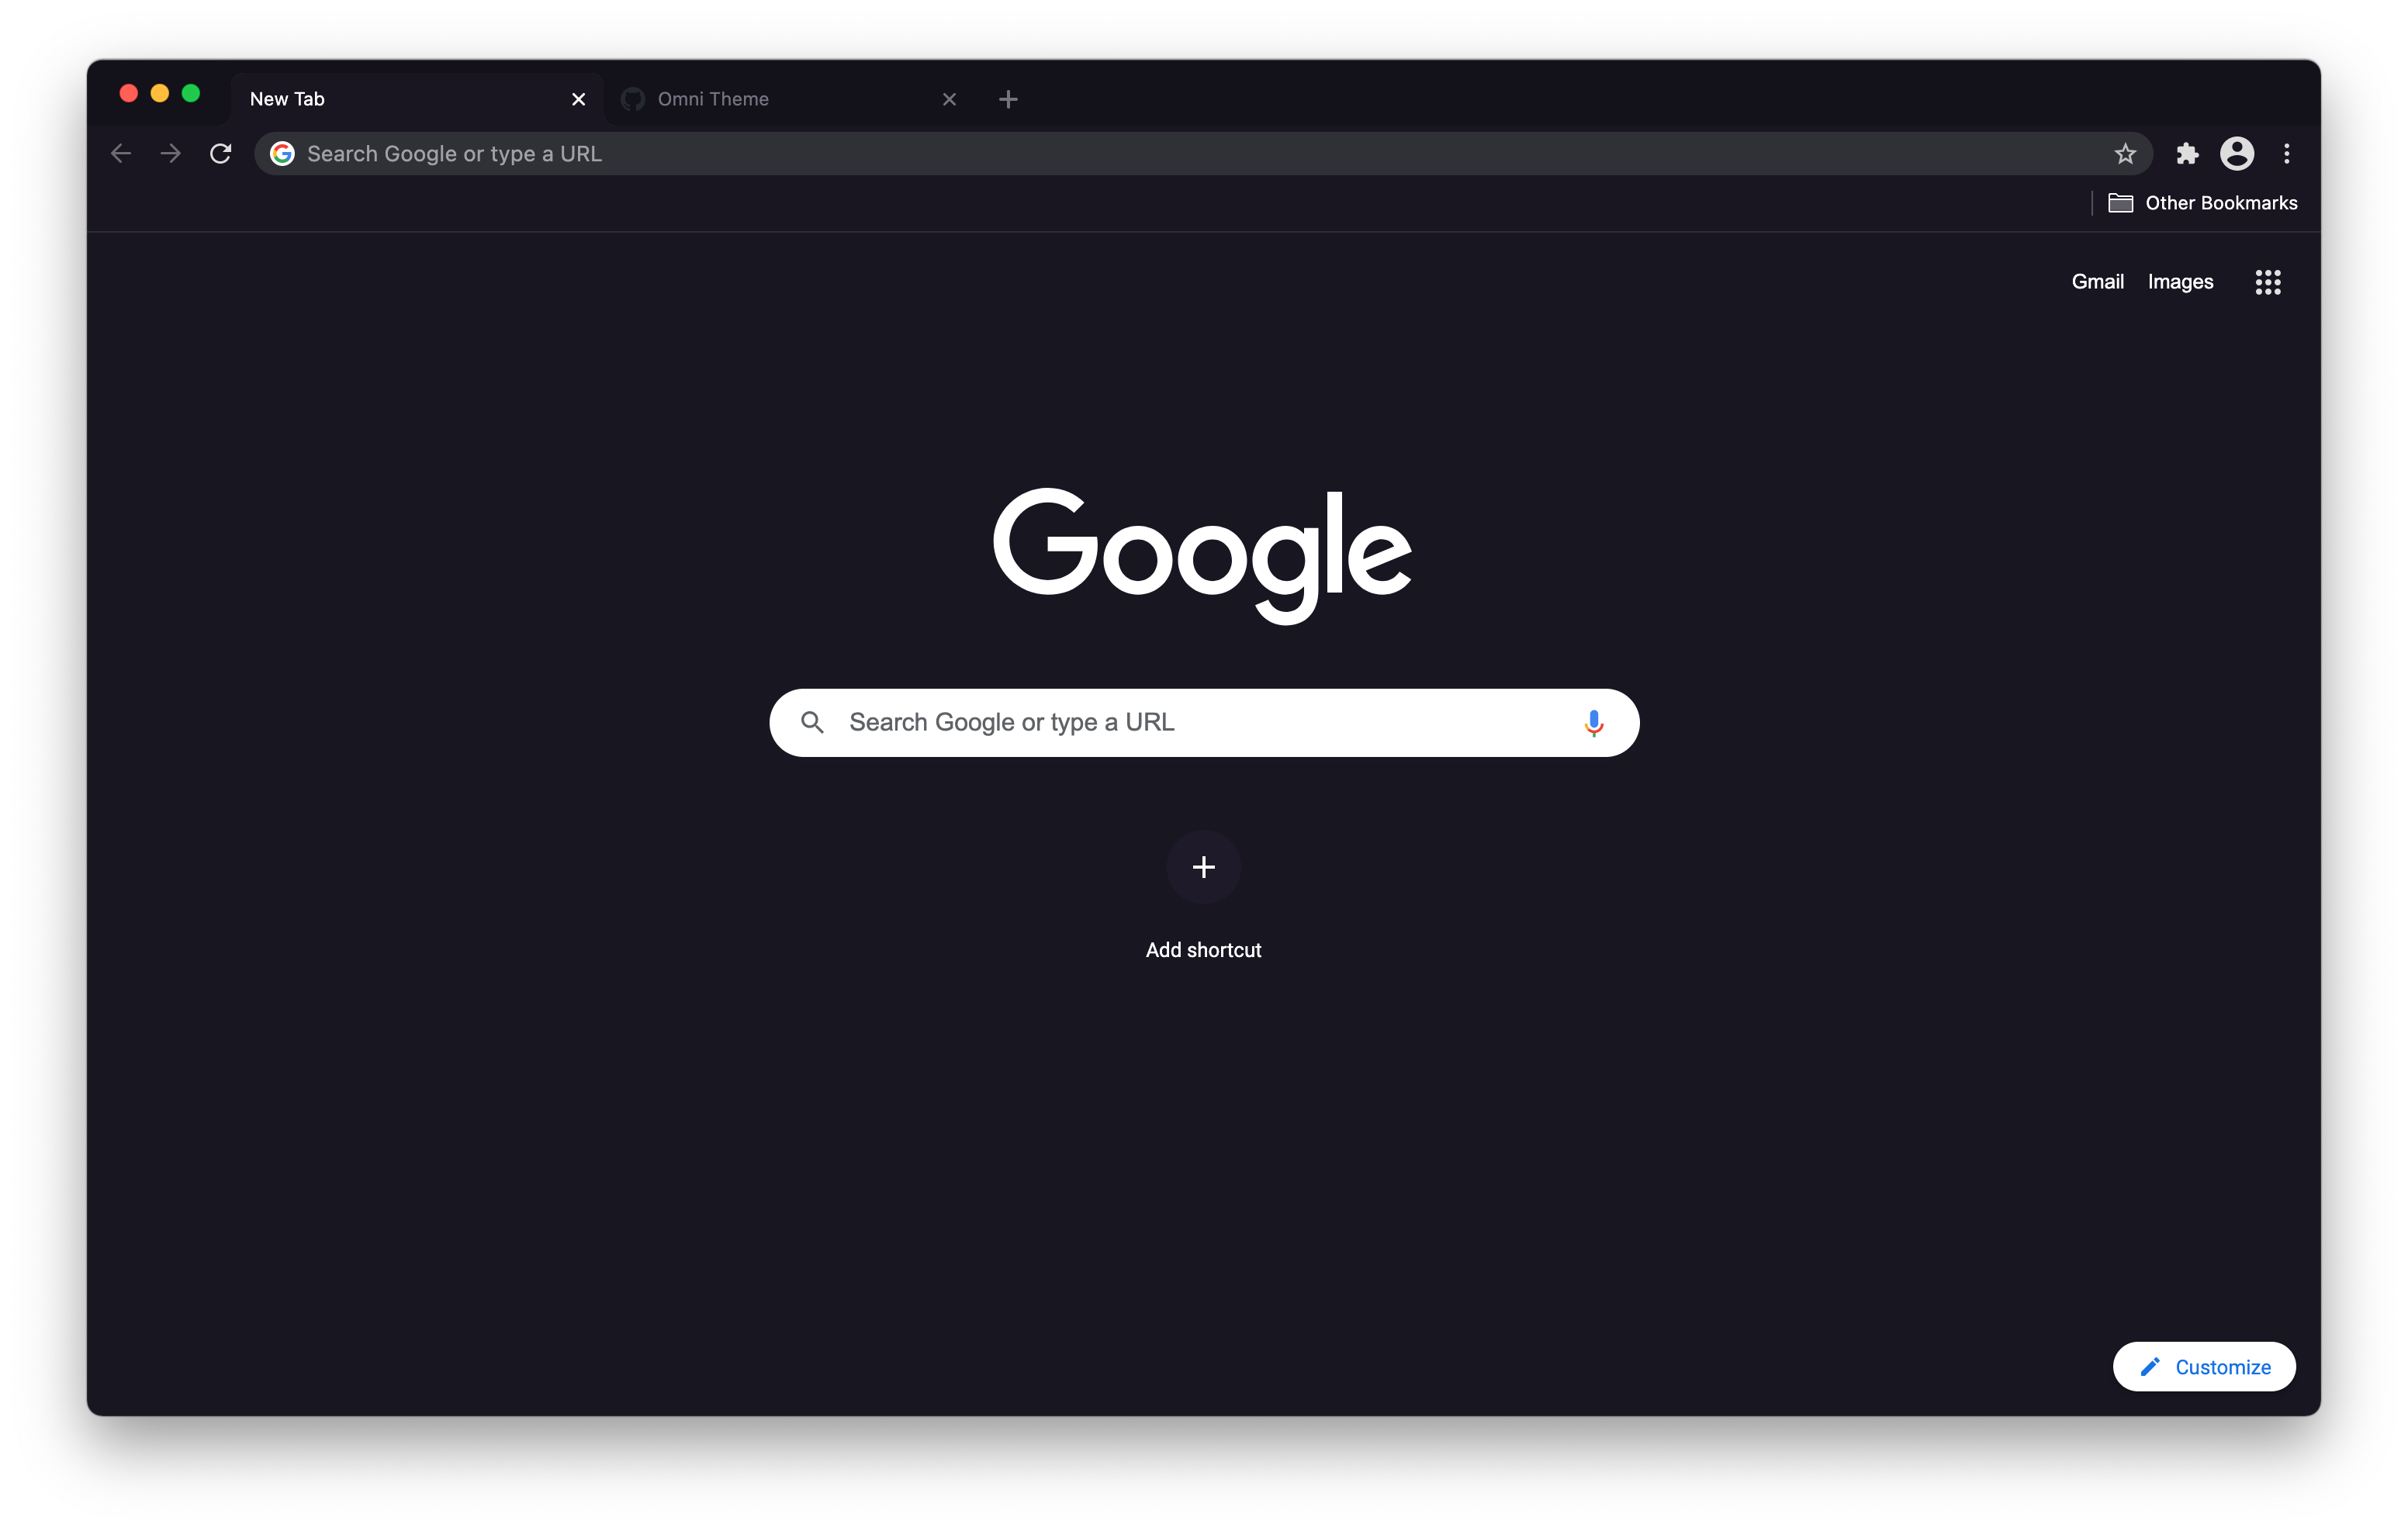 New Tab
Omni Theme
Search Google or type a URL
Other Bookmarks
Gmail Images
Google
Search Google or type a URL
Add shortcut
Customize